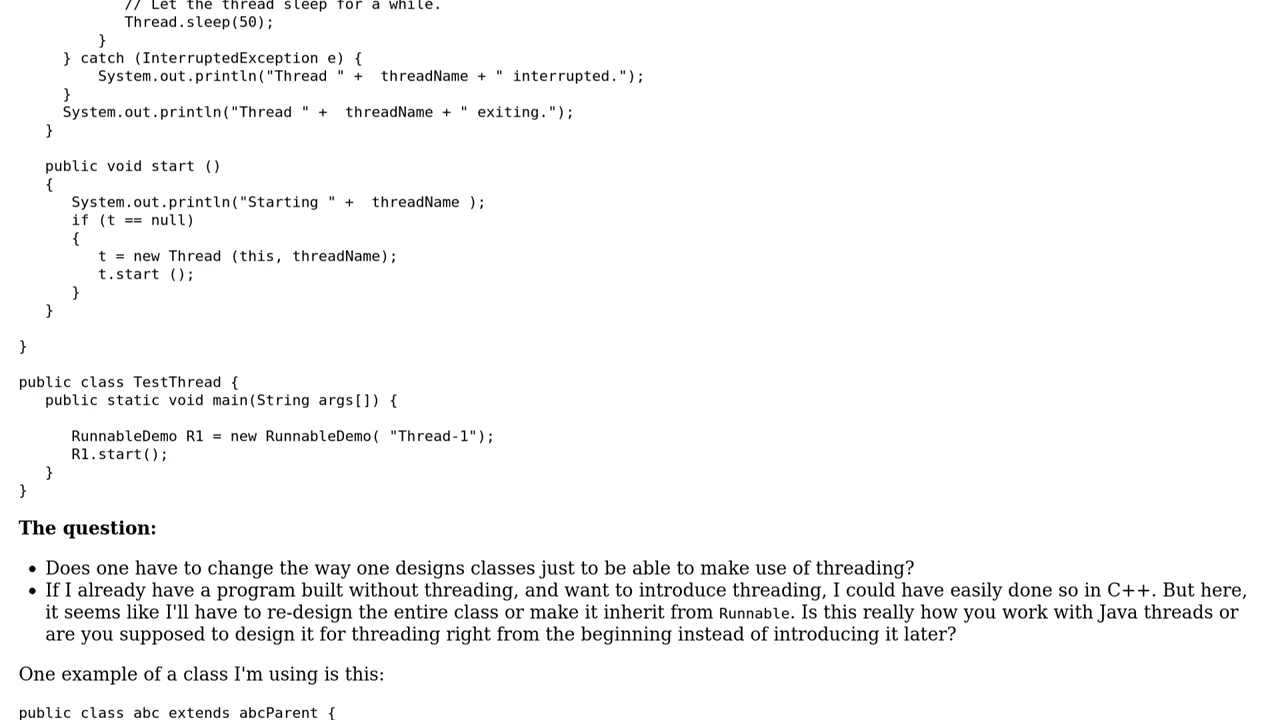 // Let the thread sleep for a while.
Thread.sleep(50);
}
} catch (InterruptedException e) {
System.out.println("Thread " +  threadName + " interrupted.");
}
System.out.println("Thread " +  threadName + " exiting.");
}
public void start ()
{
System.out.println("Starting " +  threadName );
if (t == null)
{
t = new Thread (this, threadName);
t.start ();
}
}
}
public class TestThread {
public static void main(String args[]) {
RunnableDemo R1 = new RunnableDemo( "Thread-1");
R1.start();
}
}
The question:
• Does one have to change the way one designs classes just to be able to make use of threading?
• If I already have a program built without threading, and want to introduce threading, I could have easily done so in C++. But here,
it seems like I'll have to re-design the entire class or make it inherit from Runnable. Is this really how you work with Java threads or
are you supposed to design it for threading right from the beginning instead of introducing it later?
One example of a class I'm using is this:
public class abc extends abcParent {